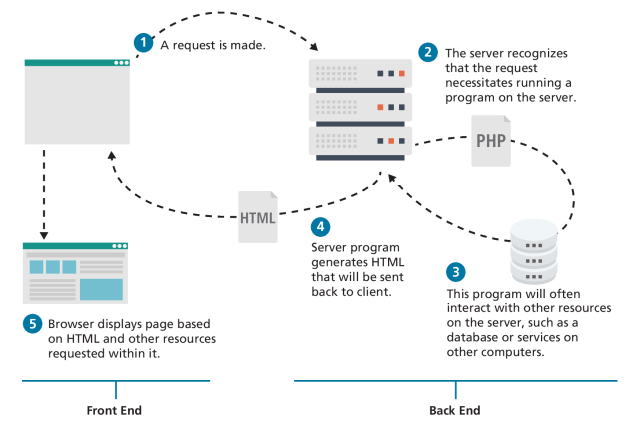 1
A request is made.
2
The server recognizes
that the request
necessitates running a
program on the server.
PHP
HTML
4
Server program
generates HTML
that will be sent
back to client.
3
This program will often
interact with other resources
on the server, such as a
database or services on
other computers.
5
Browser displays page based
on HTML and other resources
requested within it.
Front End
Back End